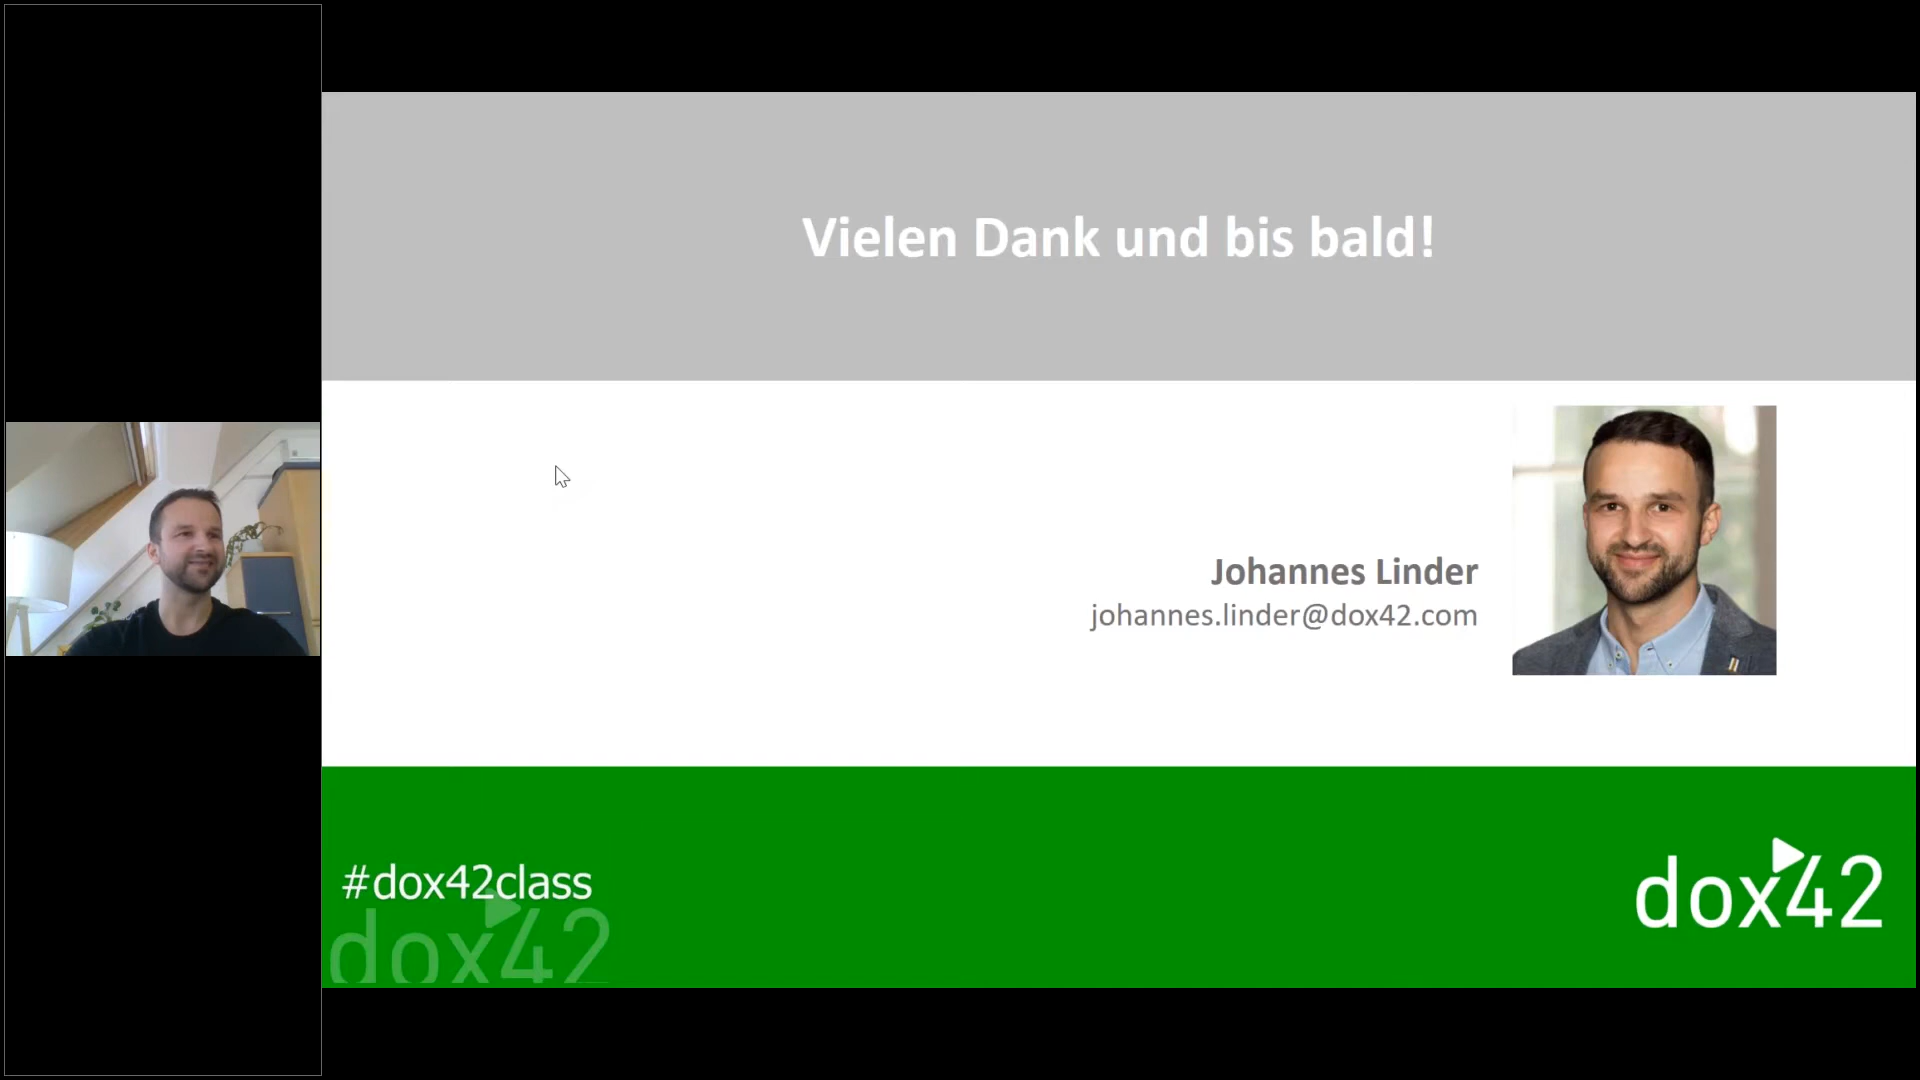 Vielen Dank und bis bald!
Johannes Linder
johannes.linder@dox42.com
#dox42class
dox42
dox42